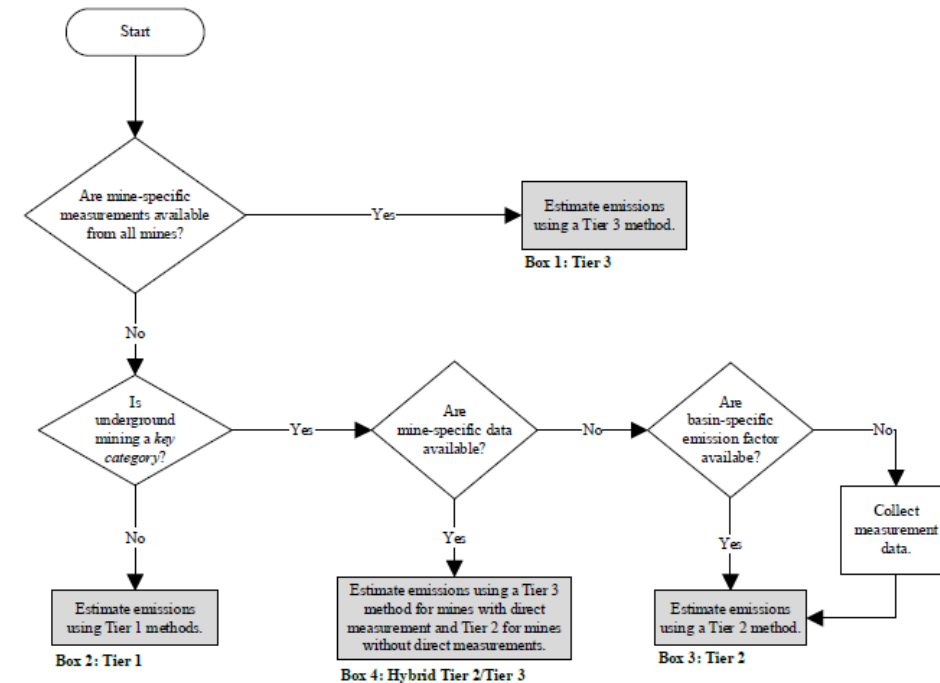 Start
Are mine-specific
measurements available
from all mines?
Yes
Estimate emissions
using a Tier 3 method.
Box 1: Tier 3
No
Is
underground
mining a key
category?
Yes
Are
mine-specific data
available?
No
Are
basin-specific
emission factor
availabe?
No
Collect
measurement
data.
No
Yes
Yes
Estimate emissions
using Tier 1 methods.
Box 2: Tier 1
Estimate emissions using a Tier 3
method for mines with direct
measurement and Tier 2 for mines
without direct measurements.
Box 4: Hybrid Tier 2/Tier 3
Estimate emissions
using a Tier 2 method.
Box 3: Tier 2